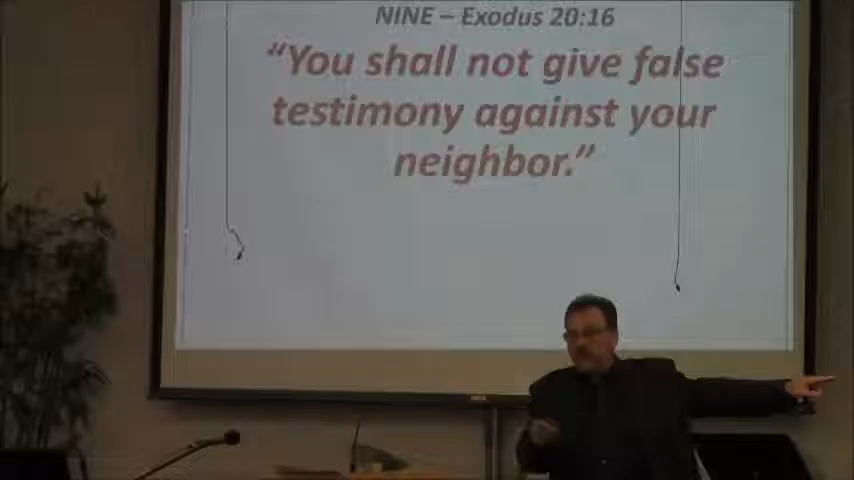 NINE – Exodus 20:16
“You shall not give false
testimony against your
neighbor.”